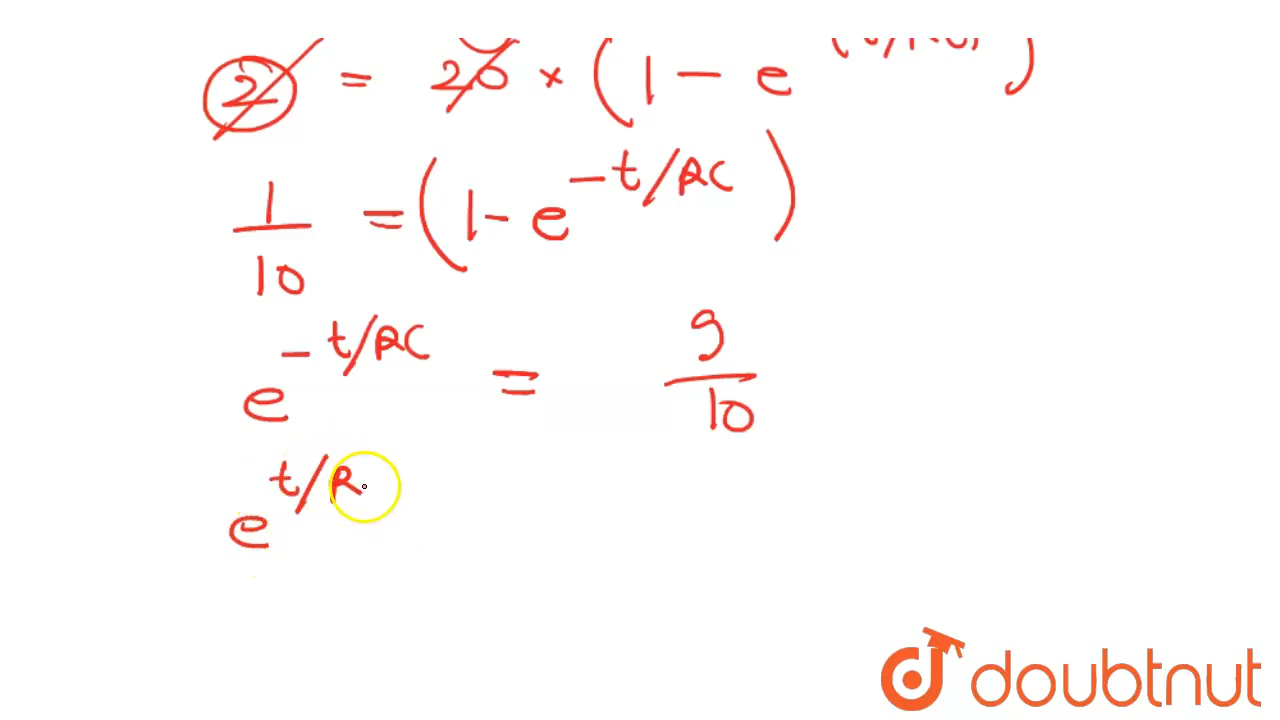 2 = 20 × (1 - e
1/10 = (1 - e^{-t/RC})
e^{-t/RC} = 9/10
e^{t/R
doubtnut